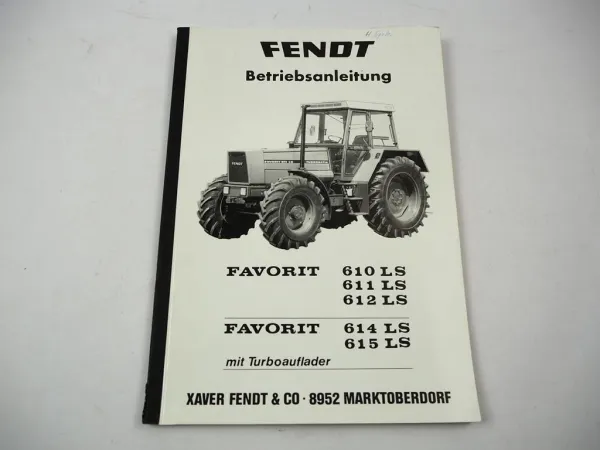 FENDT
Betriebsanleitung
FENDT
FAVORIT 610 LS
611 LS
612 LS
FAVORIT 614 LS
615 LS
mit Turboauflader
XAVER FENDT & CO · 8952 MARKTOBERDORF